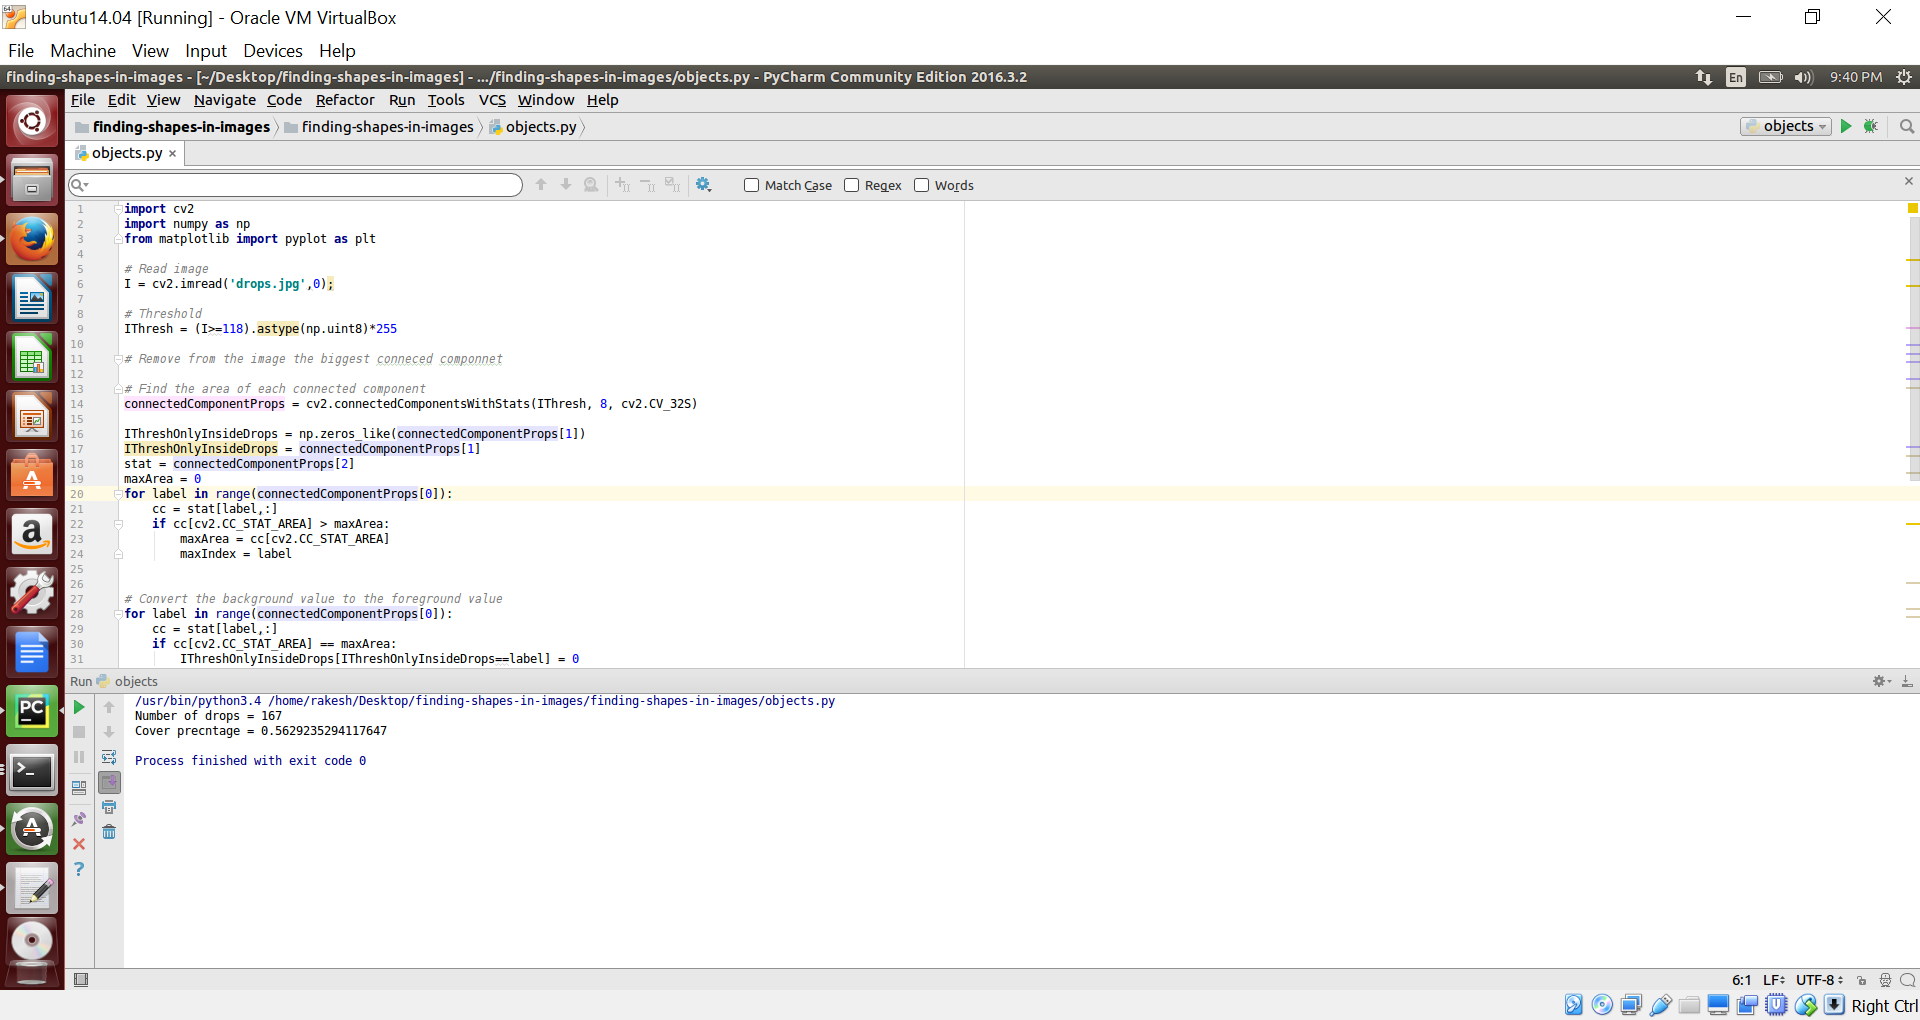 ubuntu14.04 [Running] - Oracle VM VirtualBox
File Machine View Input Devices Help
finding-shapes-in-images - [~/Desktop/finding-shapes-in-images] - .../finding-shapes-in-images/objects.py - PyCharm Community Edition 2016.3.2 En 9:40 PM
File Edit View Navigate Code Refactor Run Tools VCS Window Help
finding-shapes-in-images finding-shapes-in-images objects.py objects
objects.py ×
Match Case Regex Words
1 import cv2
2 import numpy as np
3 from matplotlib import pyplot as plt
4
5 # Read image
6 I = cv2.imread('drops.jpg',0);
7
8 # Threshold
9 IThresh = (I>=118).astype(np.uint8)*255
10
11 # Remove from the image the biggest conneced componnet
12
13 # Find the area of each connected component
14 connectedComponentProps = cv2.connectedComponentsWithStats(IThresh, 8, cv2.CV_32S)
15
16 IThreshOnlyInsideDrops = np.zeros_like(connectedComponentProps[1])
17 IThreshOnlyInsideDrops = connectedComponentProps[1]
18 stat = connectedComponentProps[2]
19 maxArea = 0
20 for label in range(connectedComponentProps[0]):
21 cc = stat[label,:]
22 if cc[cv2.CC_STAT_AREA] > maxArea:
23 maxArea = cc[cv2.CC_STAT_AREA]
24 maxIndex = label
25
26
27 # Convert the background value to the foreground value
28 for label in range(connectedComponentProps[0]):
29 cc = stat[label,:]
30 if cc[cv2.CC_STAT_AREA] == maxArea:
31 IThreshOnlyInsideDrops[IThreshOnlyInsideDrops==label] = 0
Run objects
/usr/bin/python3.4 /home/rakesh/Desktop/finding-shapes-in-images/finding-shapes-in-images/objects.py
Number of drops = 167
Cover precntage = 0.5629235294117647
Process finished with exit code 0
PC
6:1 LF UTF-8
Right Ctrl